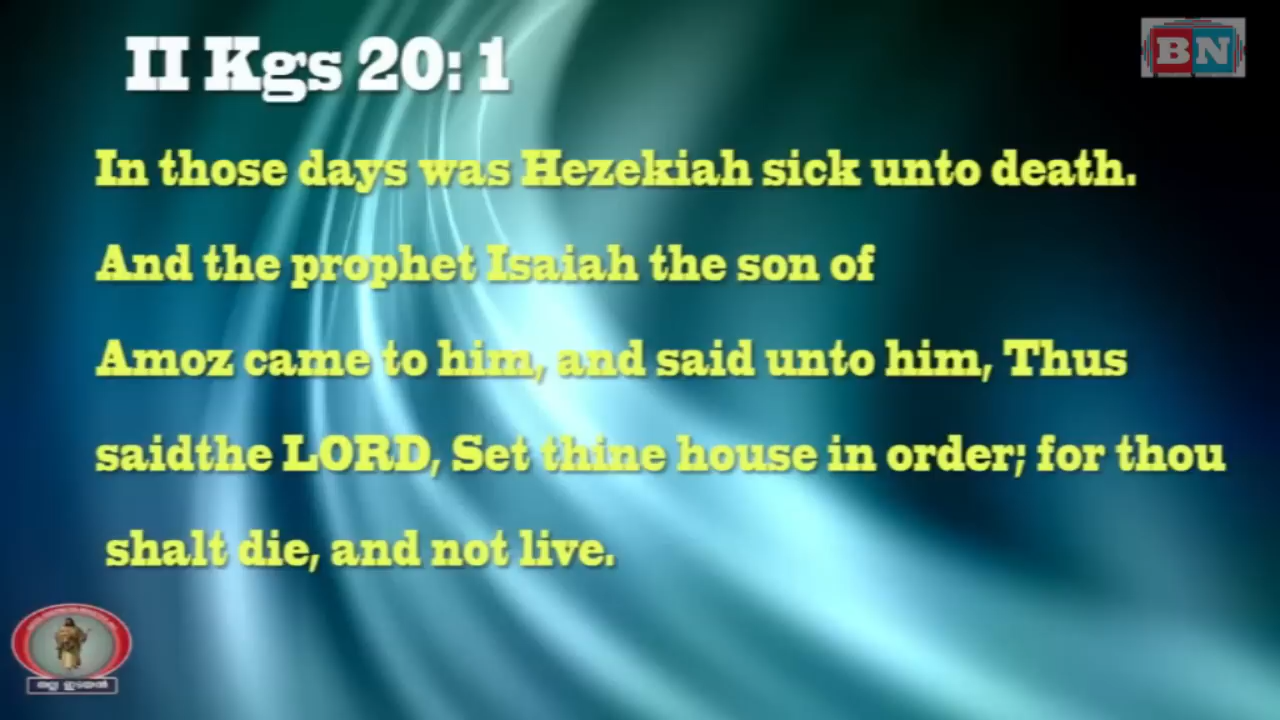 II Kgs 20: 1
BN
In those days was Hezekiah sick unto death.
And the prophet Isaiah the son of
Amoz came to him, and said unto him, Thus
saidthe LORD, Set thine house in order; for thou
shalt die, and not live.